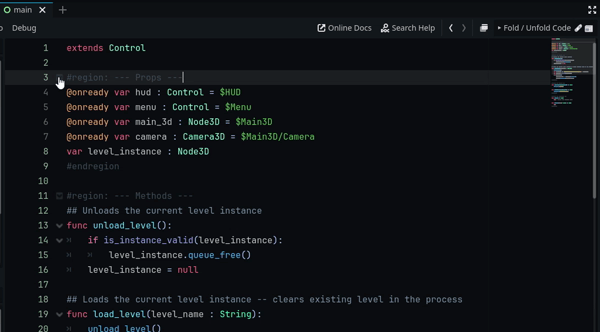 main
Debug
Online Docs Search Help Fold / Unfold Code
1 extends Control
2
3 #region: --- Props ---
4 @onready var hud : Control = $HUD
5 @onready var menu : Control = $Menu
6 @onready var main_3d : Node3D = $Main3D
7 @onready var camera : Camera3D = $Main3D/Camera
8 var level_instance : Node3D
9 #endregion
10
11 #region: --- Methods ---
12 ## Unloads the current level instance
13 func unload_level():
14 if is_instance_valid(level_instance):
15 level_instance.queue_free()
16 level_instance = null
17
18 ## Loads the current level instance -- clears existing level in the process
19 func load_level(level_name : String):
20 unload_level()